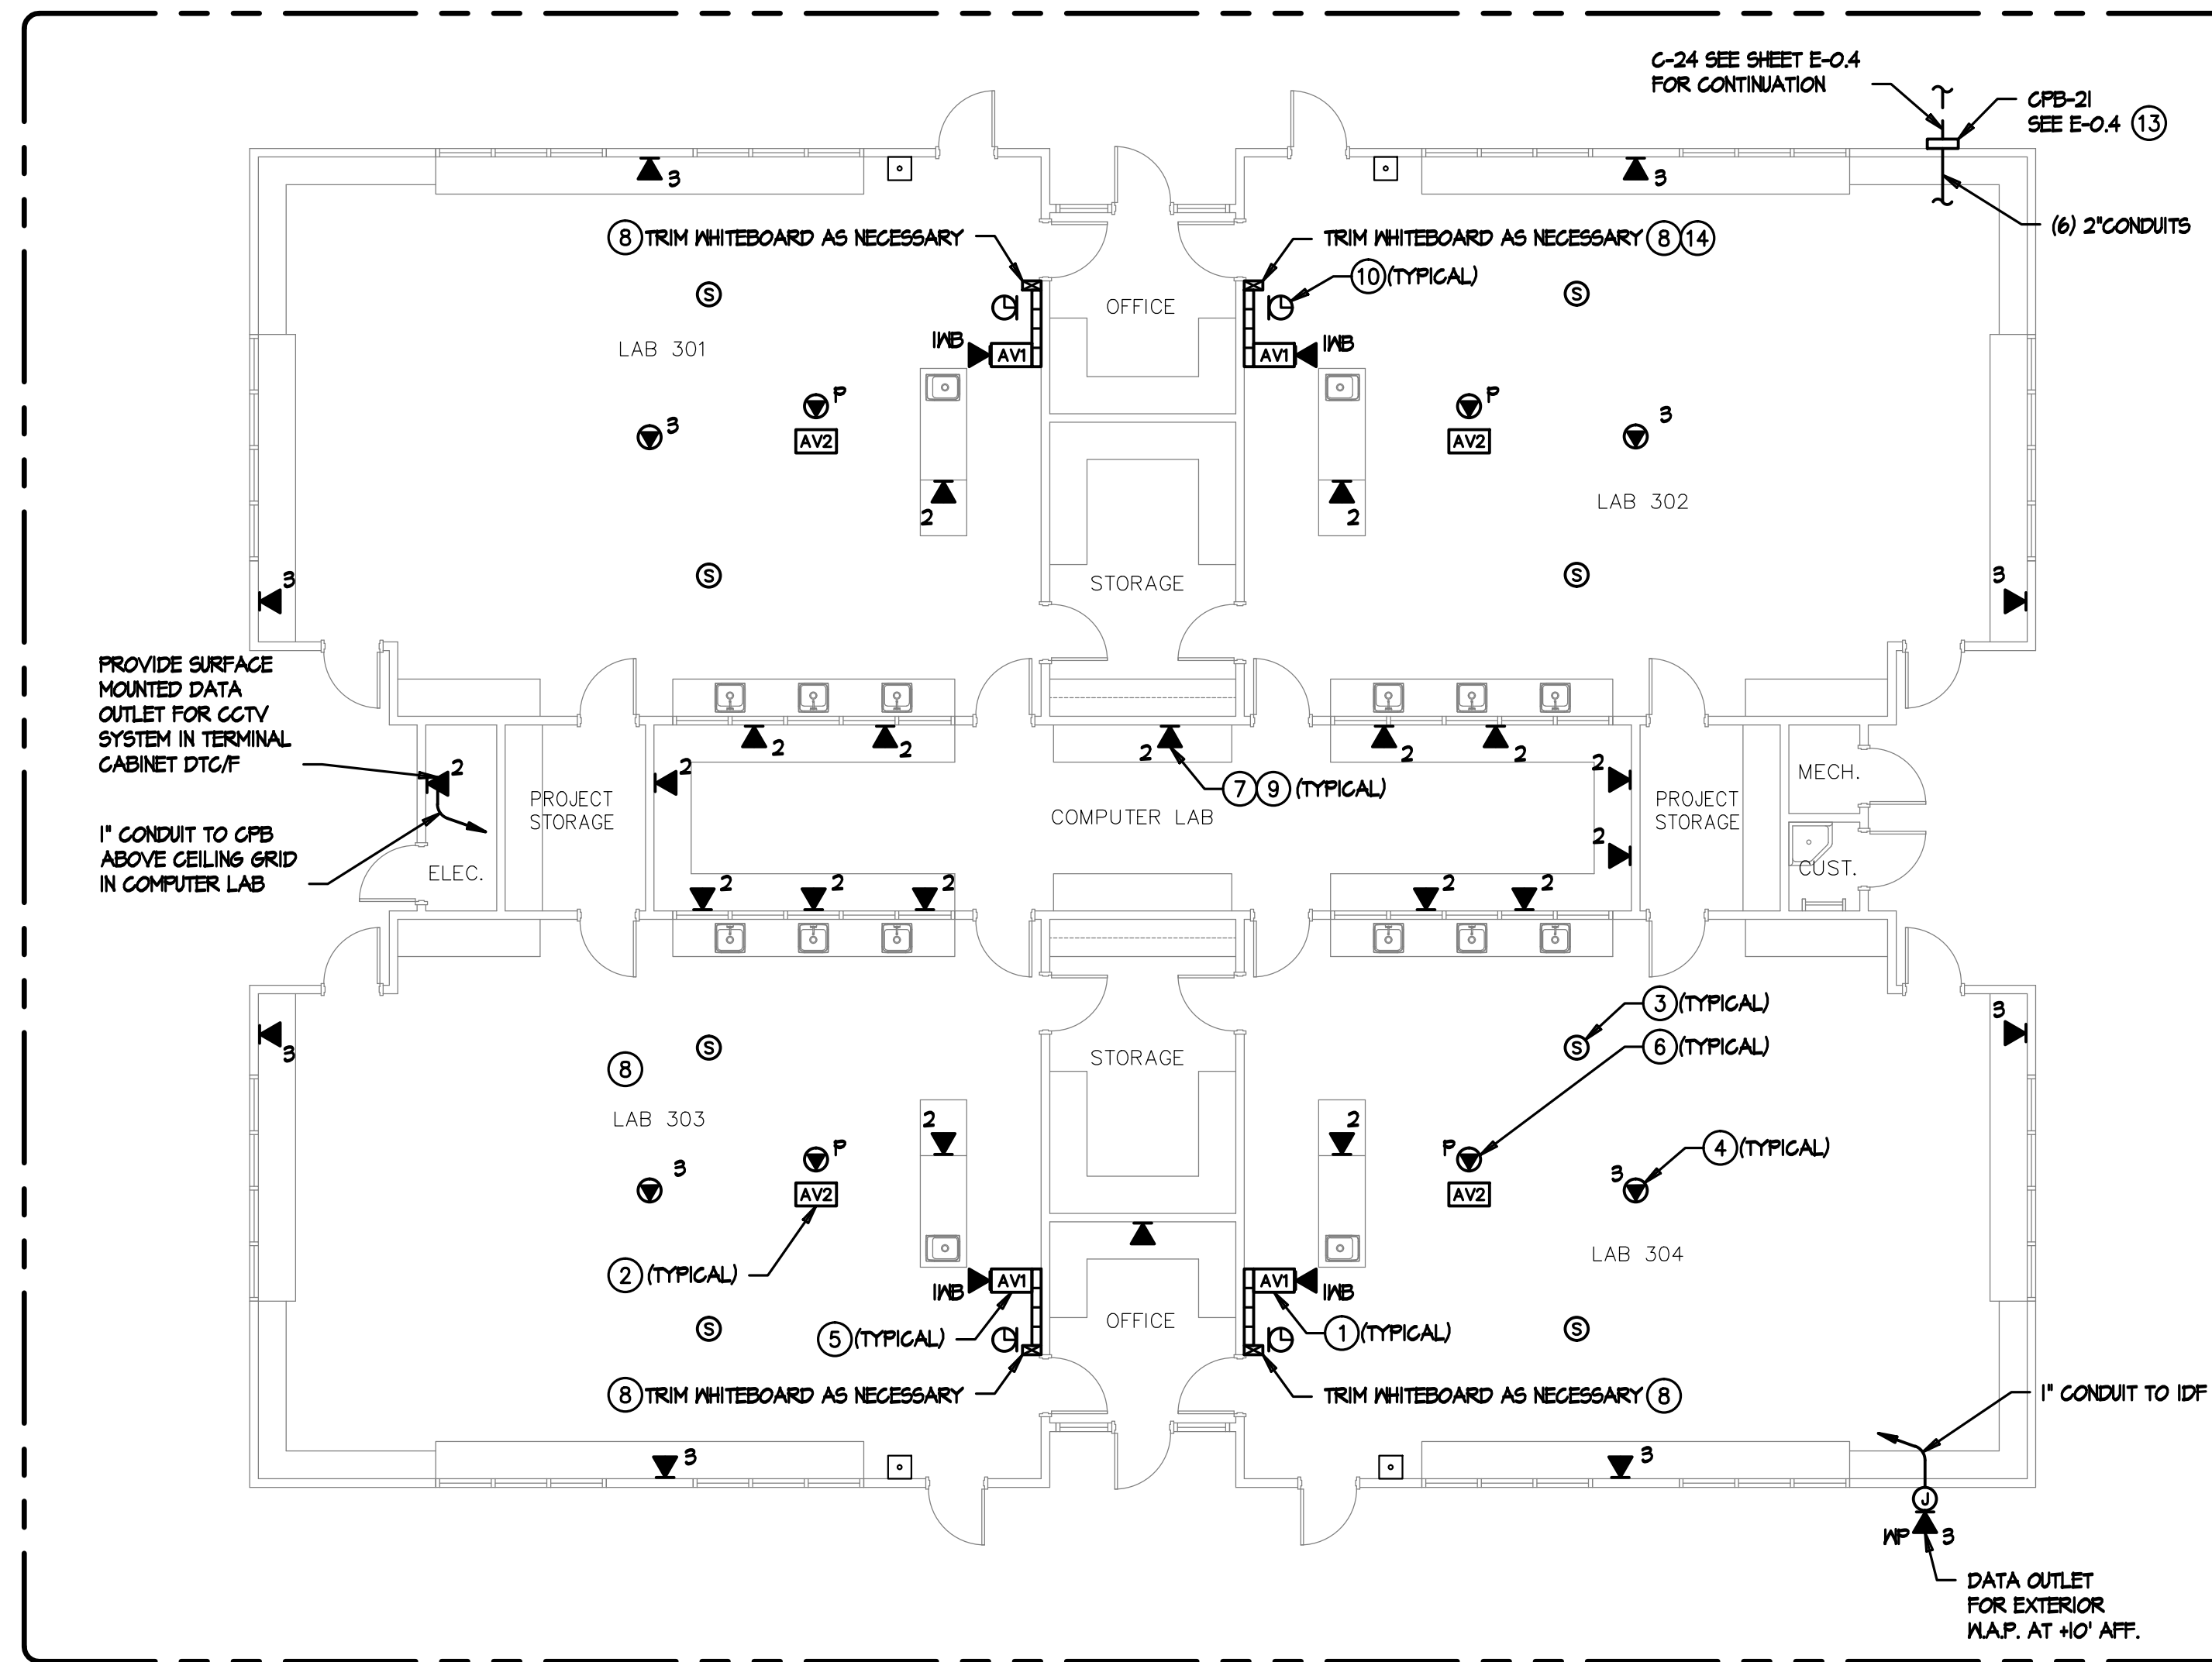 C-24 SEE SHEET E-0.4
FOR CONTINUATION
CPB-21
SEE E-0.4 13
(6) 2"CONDUITS
3
3
8 TRIM WHITEBOARD AS NECESSARY
TRIM WHITEBOARD AS NECESSARY 8 14
10 (TYPICAL)
S
S
OFFICE
LAB 301
IWB
AV1
AV1
IWB
P
P
3
3
AV2
AV2
LAB 302
2
2
S
S
STORAGE
3
3
PROVIDE SURFACE
MOUNTED DATA
OUTLET FOR CCTV
SYSTEM IN TERMINAL
CABINET DTC/F
1" CONDUIT TO CPB
ABOVE CEILING GRID
IN COMPUTER LAB
2
ELEC.
PROJECT
STORAGE
2
2
2
2
2
2
7 9 (TYPICAL)
COMPUTER LAB
2
2
PROJECT
STORAGE
MECH.
CUST.
2
2
2
2
2
3
3
S
S
3 (TYPICAL)
6 (TYPICAL)
8
LAB 303
STORAGE
2
2
P
P
4 (TYPICAL)
3
3
AV2
AV2
2 (TYPICAL)
LAB 304
IWB
AV1
AV1
IWB
OFFICE
5 (TYPICAL)
1 (TYPICAL)
S
S
8 TRIM WHITEBOARD AS NECESSARY
TRIM WHITEBOARD AS NECESSARY 8
1" CONDUIT TO IDF
3
3
J
WP
3
DATA OUTLET
FOR EXTERIOR
W.A.P. AT +10' AFF.